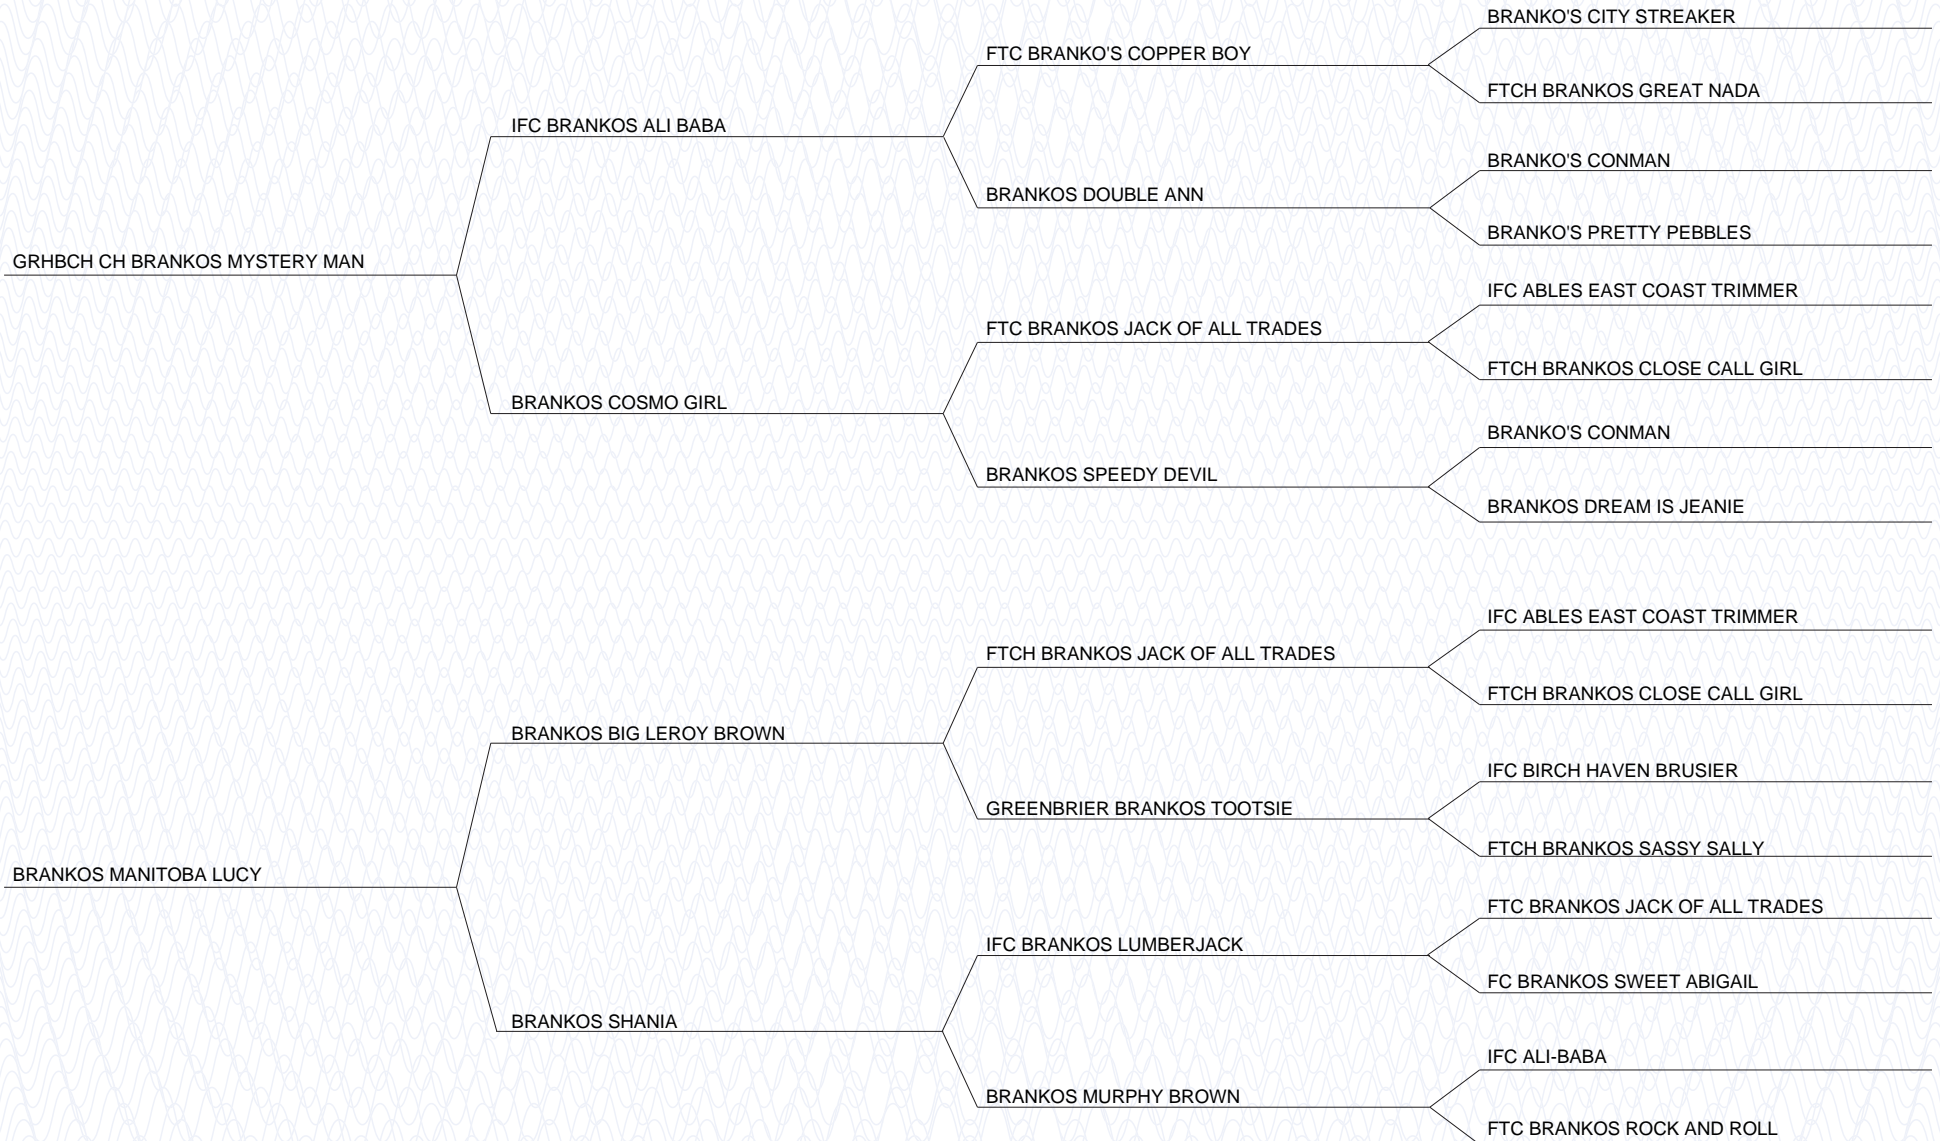 BRANKO'S CITY STREAKER
FTC BRANKO'S COPPER BOY
FTCH BRANKOS GREAT NADA
IFC BRANKOS ALI BABA
BRANKO'S CONMAN
BRANKOS DOUBLE ANN
BRANKO'S PRETTY PEBBLES
GRHBCH CH BRANKOS MYSTERY MAN
IFC ABLES EAST COAST TRIMMER
FTC BRANKOS JACK OF ALL TRADES
FTCH BRANKOS CLOSE CALL GIRL
BRANKOS COSMO GIRL
BRANKO'S CONMAN
BRANKOS SPEEDY DEVIL
BRANKOS DREAM IS JEANIE
IFC ABLES EAST COAST TRIMMER
FTCH BRANKOS JACK OF ALL TRADES
FTCH BRANKOS CLOSE CALL GIRL
BRANKOS BIG LEROY BROWN
IFC BIRCH HAVEN BRUSIER
GREENBRIER BRANKOS TOOTSIE
FTCH BRANKOS SASSY SALLY
BRANKOS MANITOBA LUCY
FTC BRANKOS JACK OF ALL TRADES
IFC BRANKOS LUMBERJACK
FC BRANKOS SWEET ABIGAIL
BRANKOS SHANIA
IFC ALI-BABA
BRANKOS MURPHY BROWN
FTC BRANKOS ROCK AND ROLL